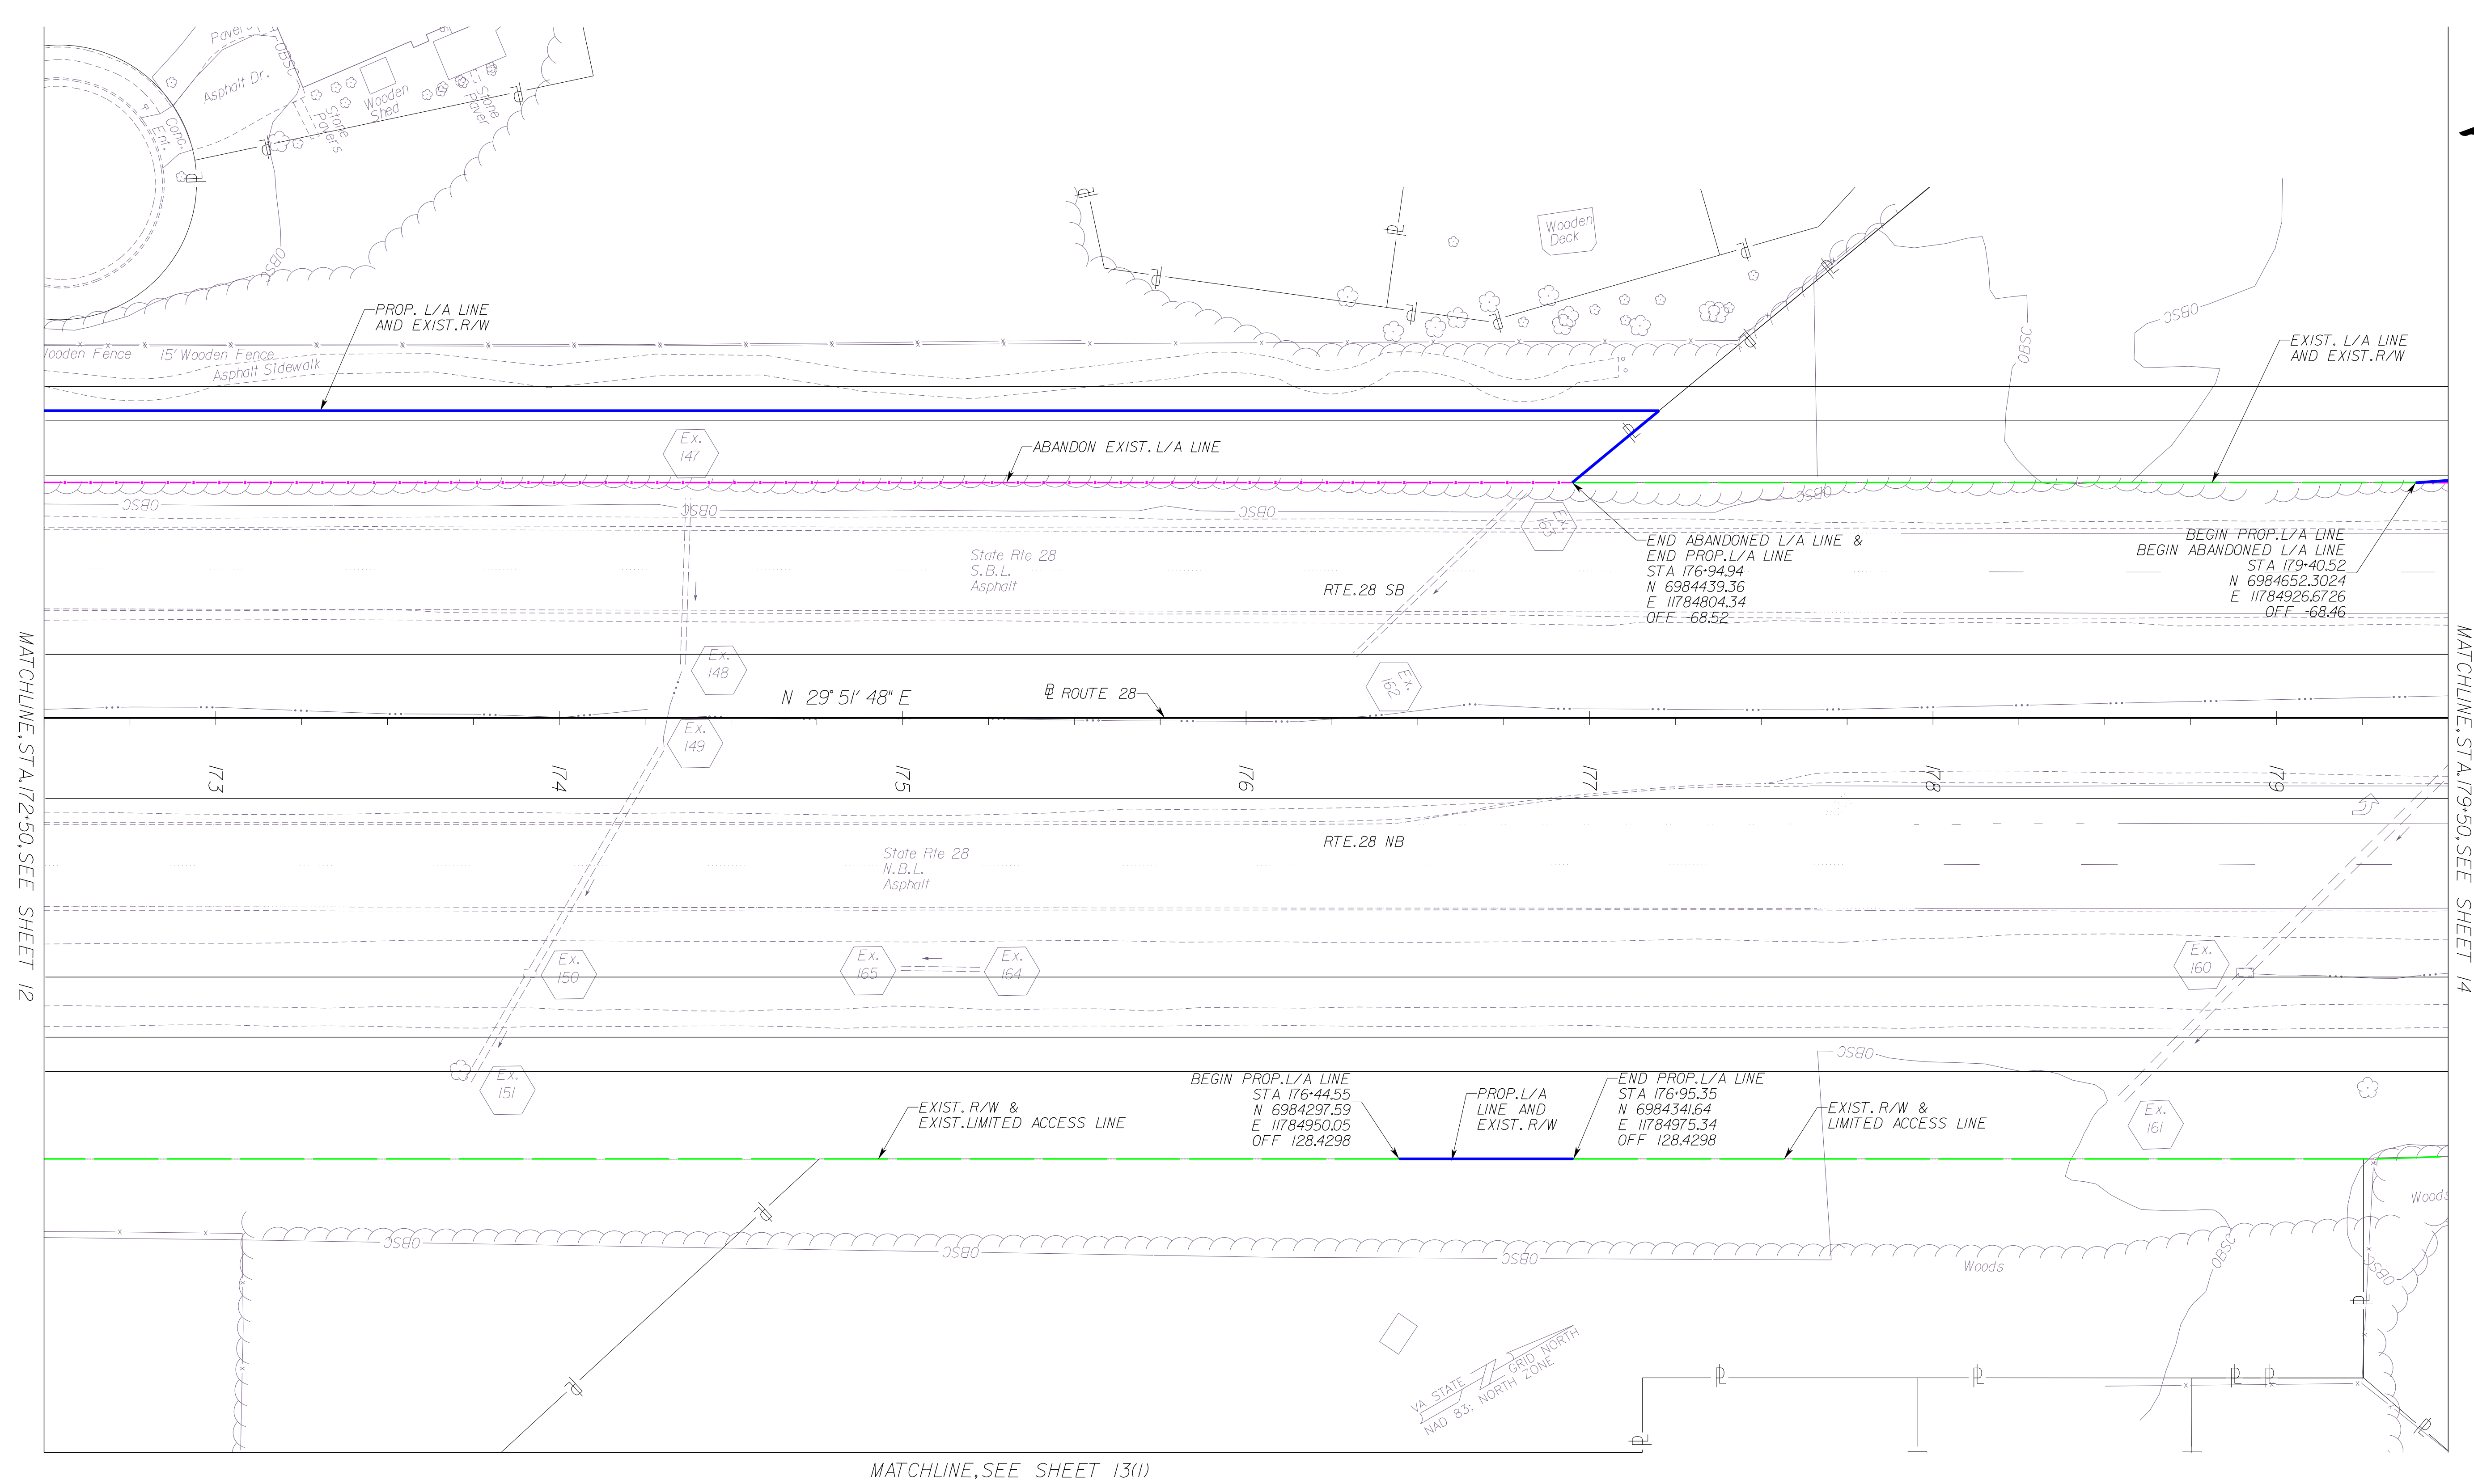 Asphalt Dr.
OBSC
Conc.
Ent.
Stone
Pavers
Wooden
Shed
Stone
Paver
Wooden
Deck
OBSC
OBSC
OBSC
PROP. L/A LINE
AND EXIST.R/W
EXIST. L/A LINE
AND EXIST.R/W
15' Wooden Fence
Asphalt Sidewalk
Ex.
147
ABANDON EXIST. L/A LINE
OBSC
OBSC
OBSC
OBSC
Ex.
163
State Rte 28
S.B.L.
Asphalt
RTE.28 SB
END ABANDONED L/A LINE &
END PROP.L/A LINE
STA 176+94.94
N 6984439.36
E 11784804.34
OFF -68.52
BEGIN PROP.L/A LINE
BEGIN ABANDONED L/A LINE
STA 179+40.52
N 6984652.3024
E 11784926.6726
OFF -68.46
Ex.
148
Ex.
162
N 29° 51' 48" E
ROUTE 28
Ex.
149
173
174
175
176
177
178
179
MATCHLINE,STA.172+50,SEE SHEET 12
MATCHLINE,STA.179+50,SEE SHEET 14
RTE.28 NB
State Rte 28
N.B.L.
Asphalt
Ex.
150
Ex.
165
Ex.
164
Ex.
160
Ex.
151
OBSC
BEGIN PROP.L/A LINE
STA 176+44.55
N 6984297.59
E 11784950.05
OFF 128.4298
PROP.L/A
LINE AND
EXIST. R/W
END PROP.L/A LINE
STA 176+95.35
N 6984341.64
E 11784975.34
OFF 128.4298
EXIST. R/W &
EXIST.LIMITED ACCESS LINE
EXIST. R/W &
LIMITED ACCESS LINE
Ex.
161
Woods
OBSC
OBSC
OBSC
OBSC
OBSC
Woods
VA STATE GRID NORTH
NAD 83; NORTH ZONE
MATCHLINE,SEE SHEET 13(1)